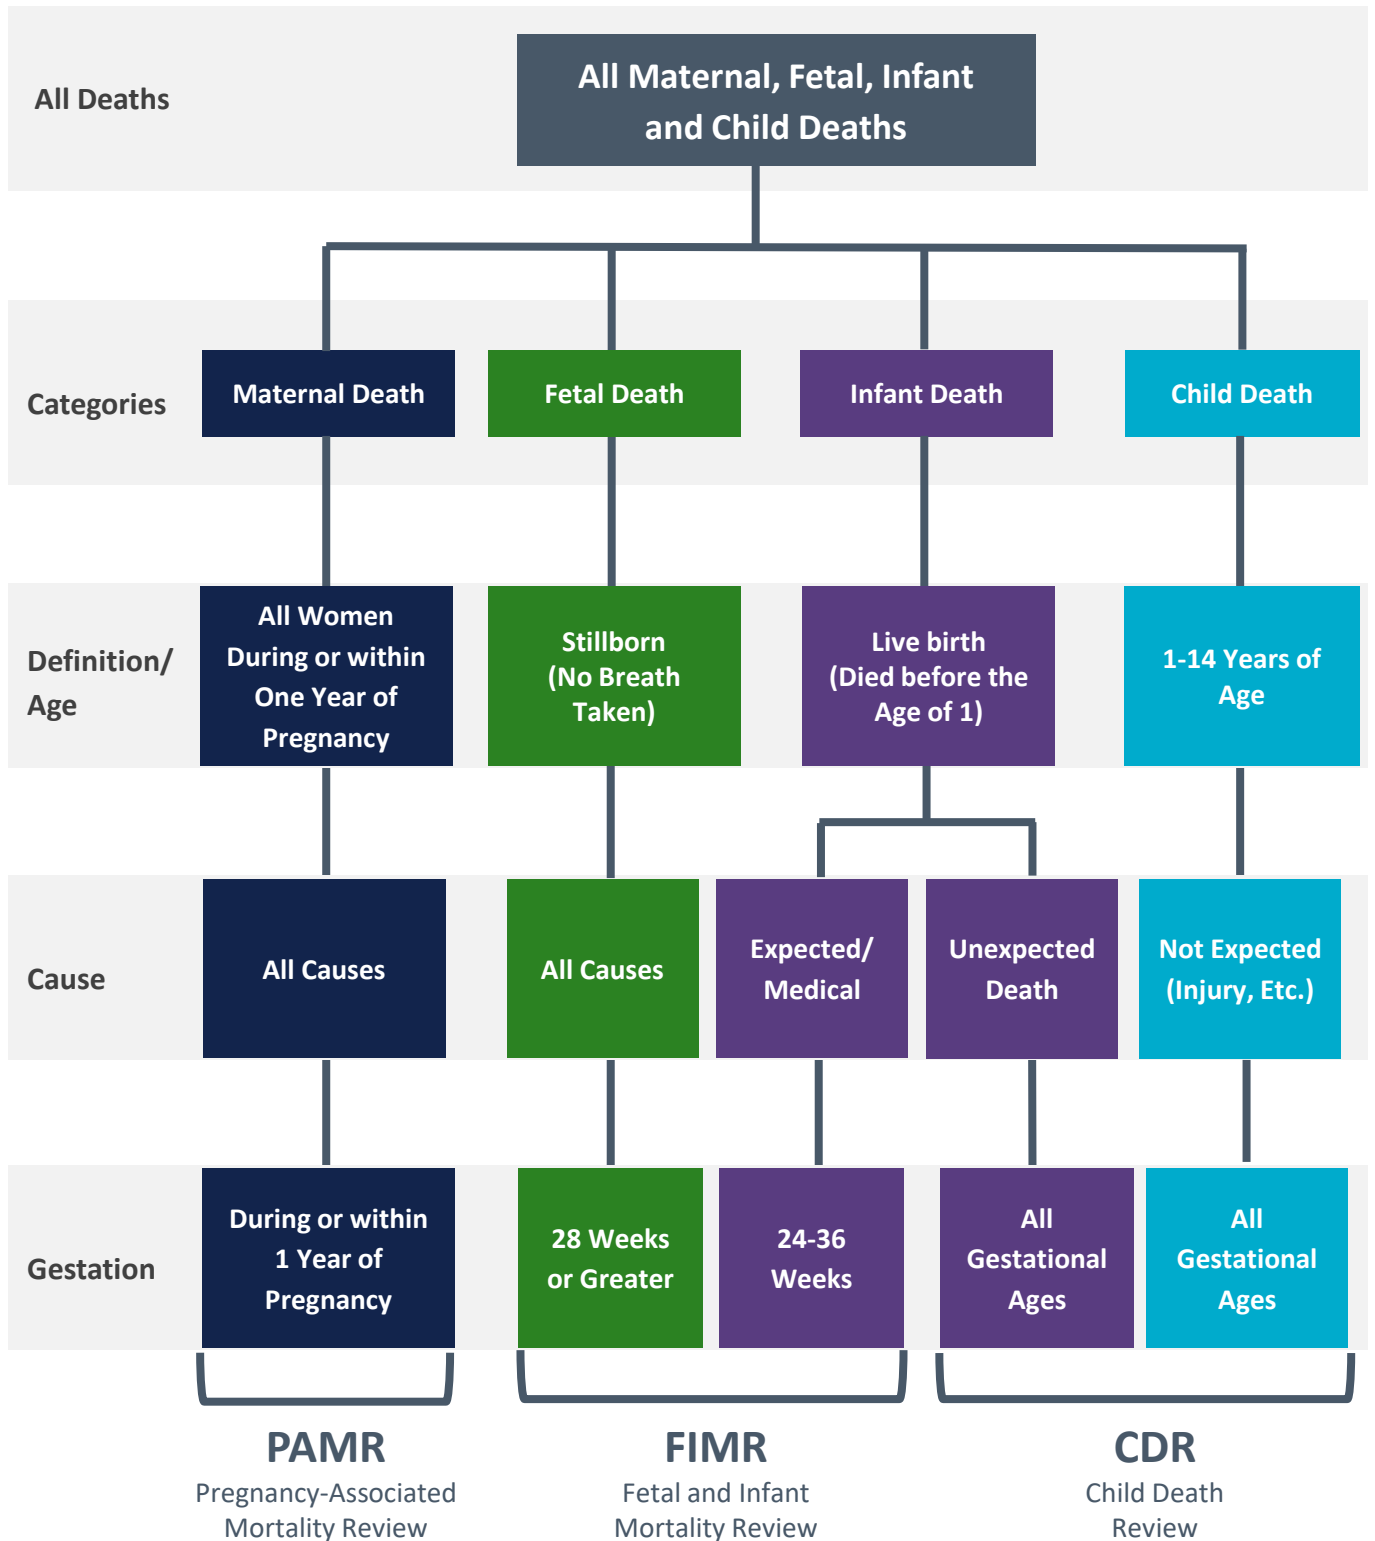 All Deaths
All Maternal, Fetal, Infant
and Child Deaths
Categories
Maternal Death
Fetal Death
Infant Death
Child Death
Definition/
Age
All Women
During or within
One Year of
Pregnancy
Stillborn
(No Breath
Taken)
Live birth
(Died before the
Age of 1)
1-14 Years of
Age
Cause
All Causes
All Causes
Expected/
Medical
Unexpected
Death
Not Expected
(Injury, Etc.)
Gestation
During or within
1 Year of
Pregnancy
28 Weeks
or Greater
24-36
Weeks
All
Gestational
Ages
All
Gestational
Ages
PAMR
Pregnancy-Associated
Mortality Review
FIMR
Fetal and Infant
Mortality Review
CDR
Child Death
Review